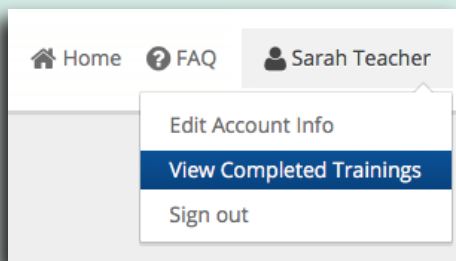 Home FAQ Sarah Teacher
Edit Account Info
View Completed Trainings
Sign out